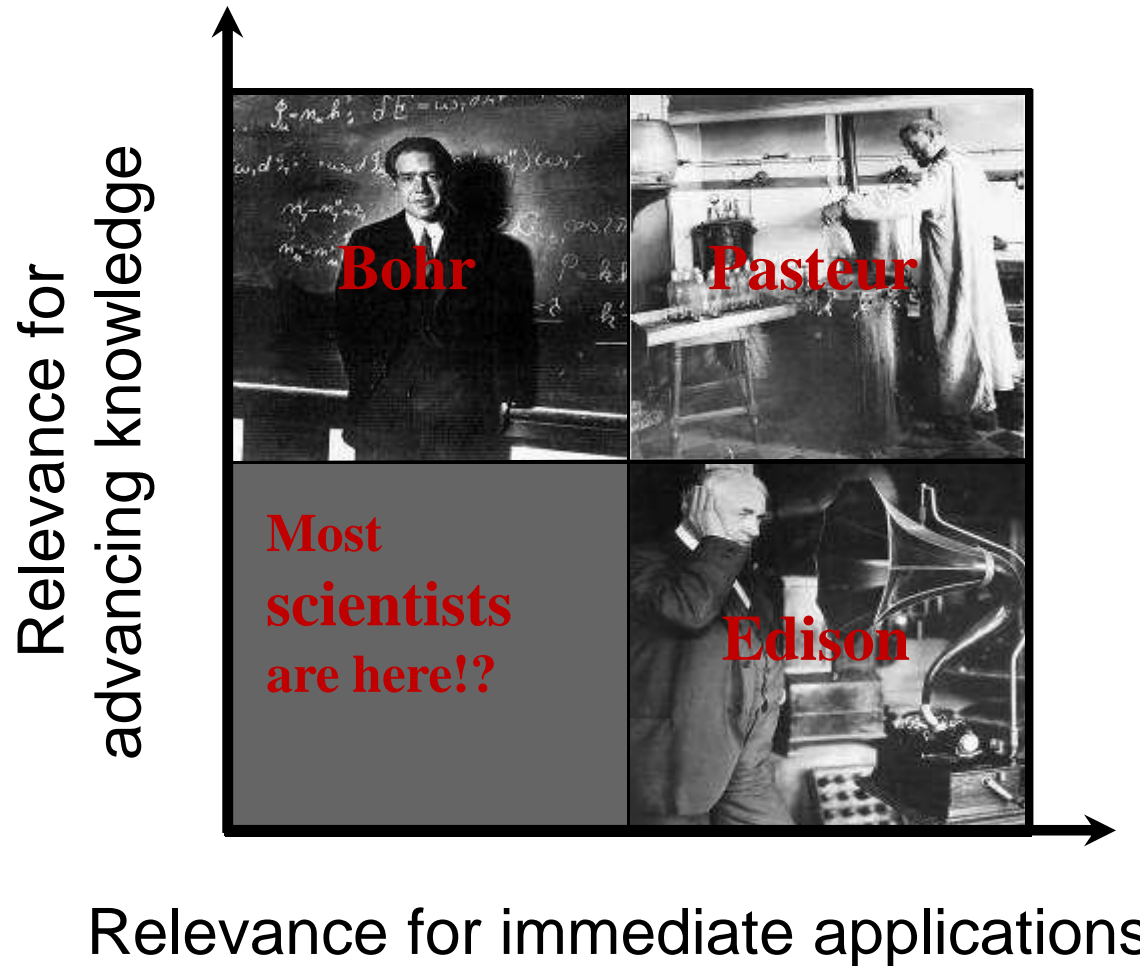 Relevance for
advancing knowledge
Bohr
Pasteur
Most
scientists
are here!?
Edison
Relevance for immediate applications